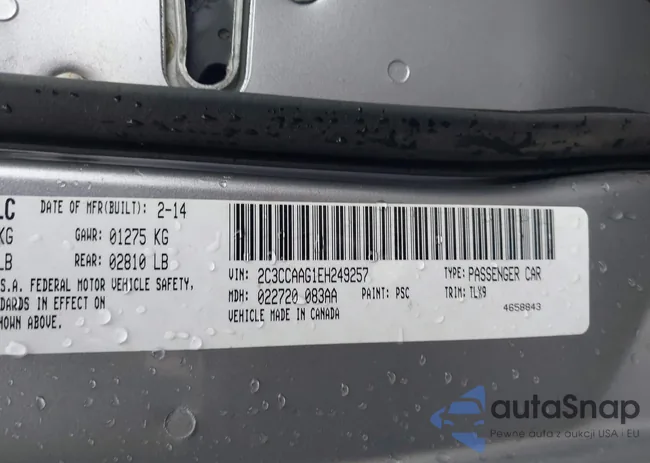 LC DATE OF MFR(BUILT): 2-14
KG GAWR: 01275 KG
LB REAR: 02810 LB
S.A. FEDERAL MOTOR VEHICLE SAFETY,
DARDS IN EFFECT ON
HOWN ABOVE.
VIN: 2C3CCAAG1EH249257 TYPE: PASSENGER CAR
MDH: 022720 083AA PAINT: PSC TRIM: TLX9
VEHICLE MADE IN CANADA 4658843
autaSnap
Pewne auta z aukcji USA i EU